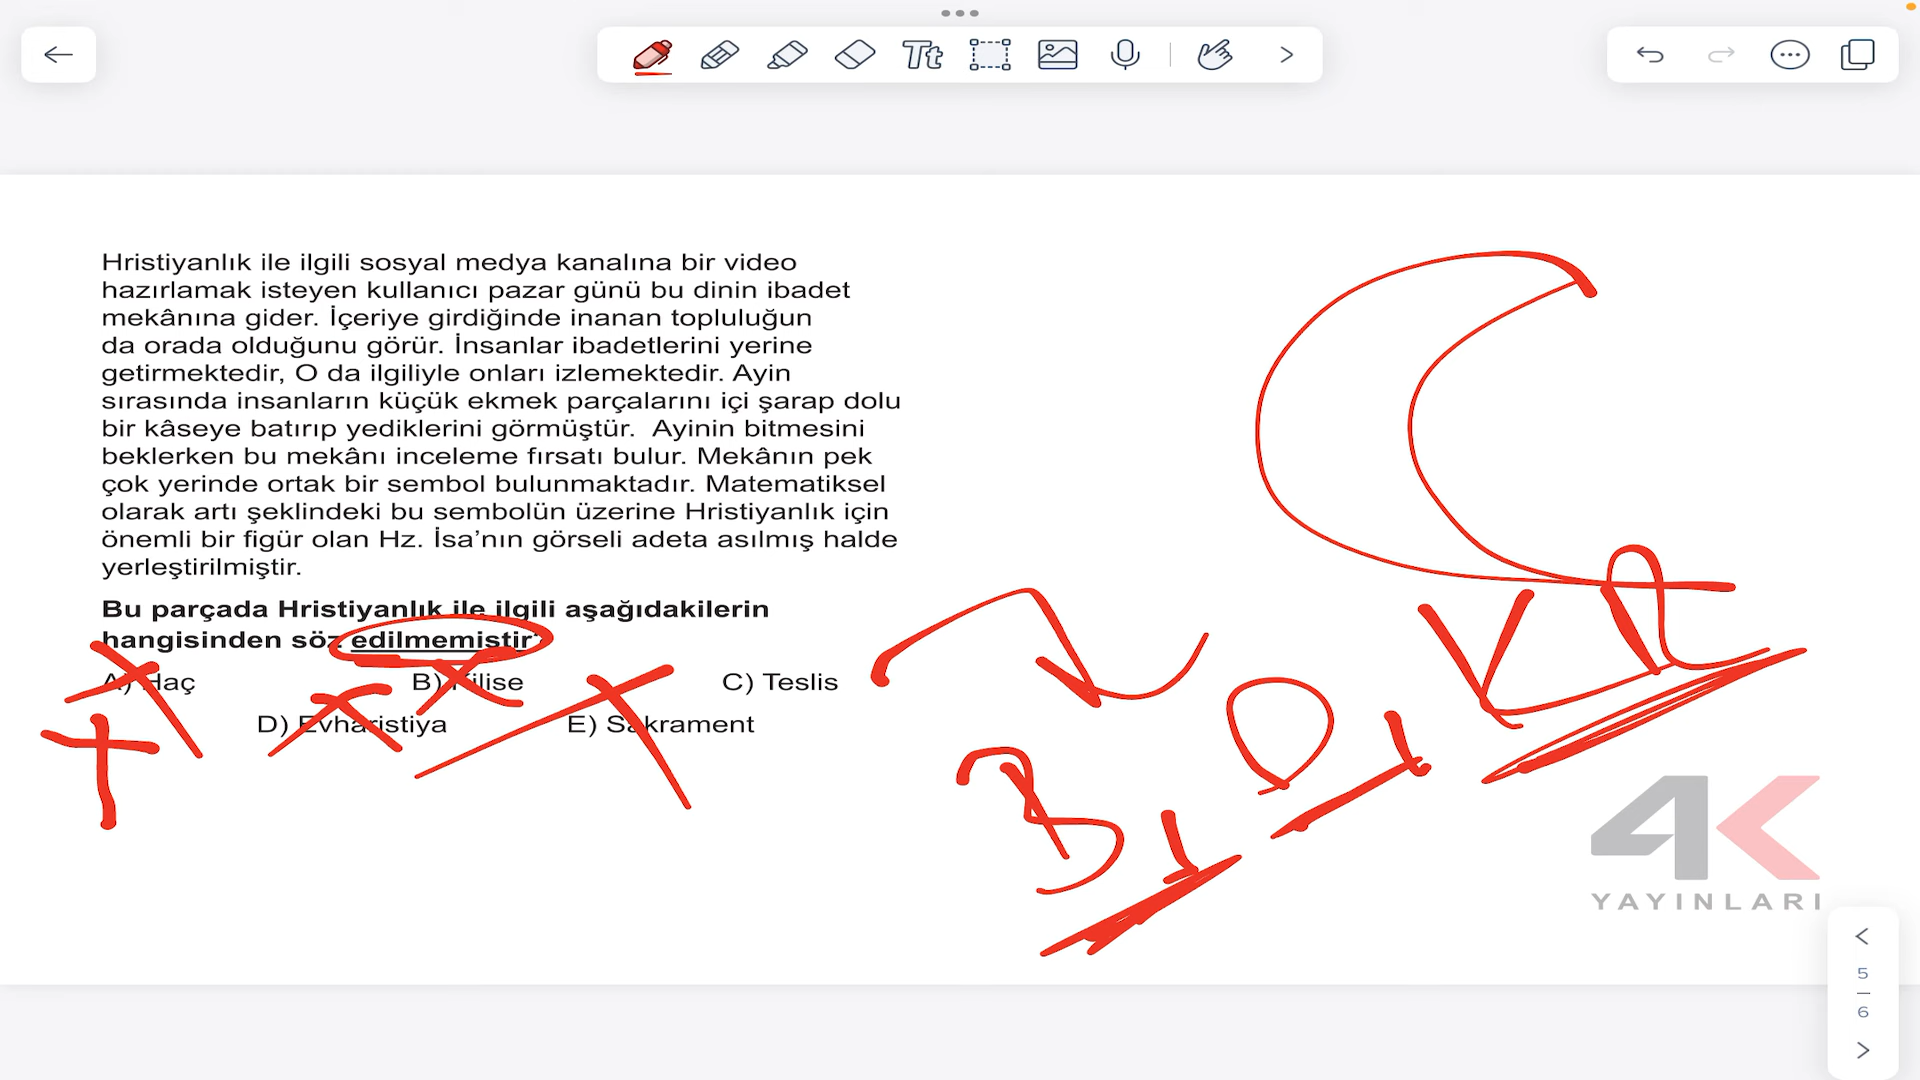 Tt
Hristiyanlık ile ilgili sosyal medya kanalına bir video
hazırlamak isteyen kullanıcı pazar günü bu dinin ibadet
mekânına gider. İçeriye girdiğinde inanan topluluğun
da orada olduğunu görür. İnsanlar ibadetlerini yerine
getirmektedir, O da ilgiliyle onları izlemektedir. Ayin
sırasında insanların küçük ekmek parçalarını içi şarap dolu
bir kâseye batırıp yediklerini görmüştür. Ayinin bitmesini
beklerken bu mekânı inceleme fırsatı bulur. Mekânın pek
çok yerinde ortak bir sembol bulunmaktadır. Matematiksel
olarak artı şeklindeki bu sembolün üzerine Hristiyanlık için
önemli bir figür olan Hz. İsa'nın görseli adeta asılmış halde
yerleştirilmiştir.
Bu parçada Hristiyanlık ile ilgili aşağıdakilerin
hangisinden söz edilmemiştir?
A) Haç B) Kilise C) Teslis
D) Evharistiya E) Sakrament
4K
YAYINLARI
5
6